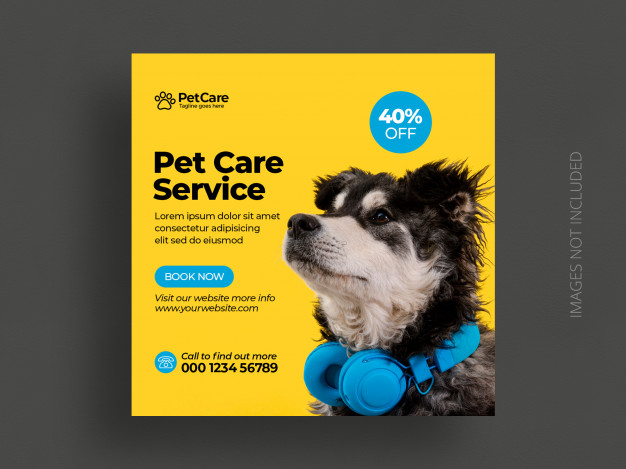 PetCare
Tagline goes here
40%
OFF
Pet Care
Service
Lorem ipsum dolor sit amet
consectetur adipiscing
elit sed do eiusmod
BOOK NOW
Visit our website more info
www.yourwebsite.com
Call to find out more
000 1234 56789
IMAGES NOT INCLUDED